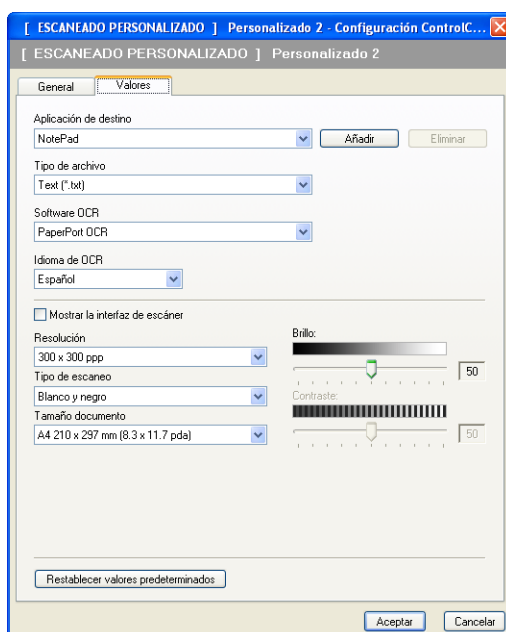 [ ESCANEADO PERSONALIZADO ] Personalizado 2 - Configuración ControlC...
[ ESCANEADO PERSONALIZADO ] Personalizado 2
General Valores
Aplicación de destino
NotePad Añadir Eliminar
Tipo de archivo
Text (*.txt)
Software OCR
PaperPort OCR
Idioma de OCR
Español
Mostrar la interfaz de escáner
Resolución Brillo:
300 x 300 ppp 50
Tipo de escaneo
Blanco y negro Contraste:
Tamaño documento
A4 210 x 297 mm (8.3 x 11.7 pda) 50
Restablecer valores predeterminados
Aceptar Cancelar